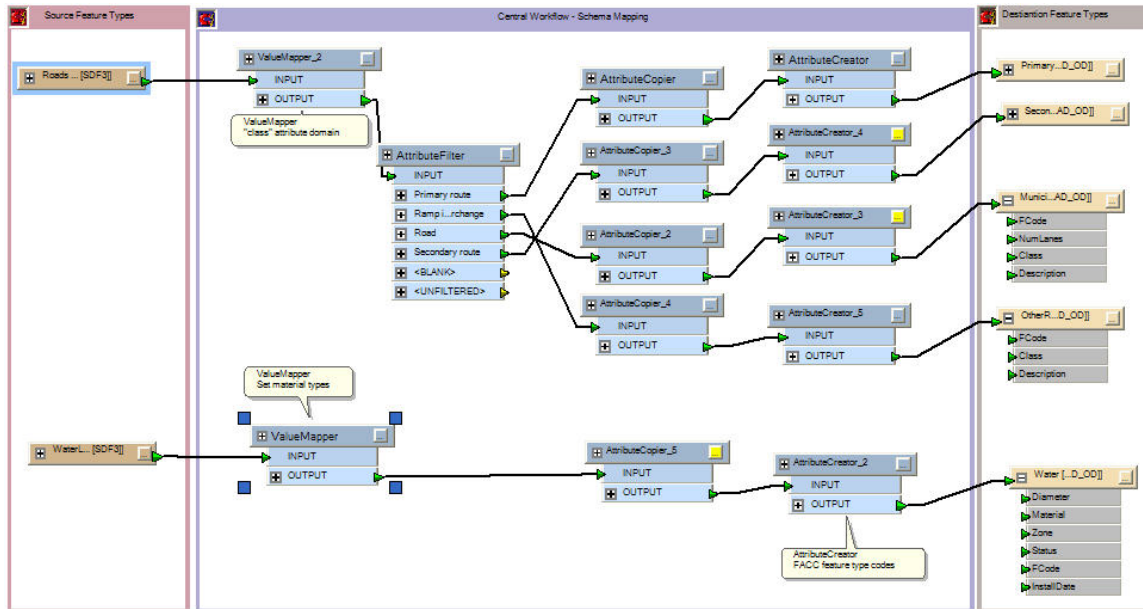 Source Feature Types
Central Workflow - Schema Mapping
Destiantion Feature Types
Roads ... [SDF3]]
ValueMapper_2
INPUT
OUTPUT
ValueMapper
"class" attribute domain
AttributeFilter
INPUT
Primary route
Ramp i...rchange
Road
Secondary route
<BLANK>
<UNFILTERED>
AttributeCopier
INPUT
OUTPUT
AttributeCreator
INPUT
OUTPUT
Primary...D_OD]]
AttributeCopier_3
INPUT
OUTPUT
AttributeCreator_4
INPUT
OUTPUT
Secon...AD_OD]]
AttributeCopier_2
INPUT
OUTPUT
AttributeCreator_3
INPUT
OUTPUT
Munici...AD_OD]]
FCode
NumLanes
Class
Description
AttributeCopier_4
INPUT
OUTPUT
AttributeCreator_5
INPUT
OUTPUT
OtherR...D_OD]]
FCode
Class
Description
ValueMapper
Set material types
WaterL... [SDF3]]
ValueMapper
INPUT
OUTPUT
AttributeCopier_5
INPUT
OUTPUT
AttributeCreator_2
INPUT
OUTPUT
AttributeCreator
FACC feature type codes
Water [...D_OD]]
Diameter
Material
Zone
Status
FCode
InstallDate